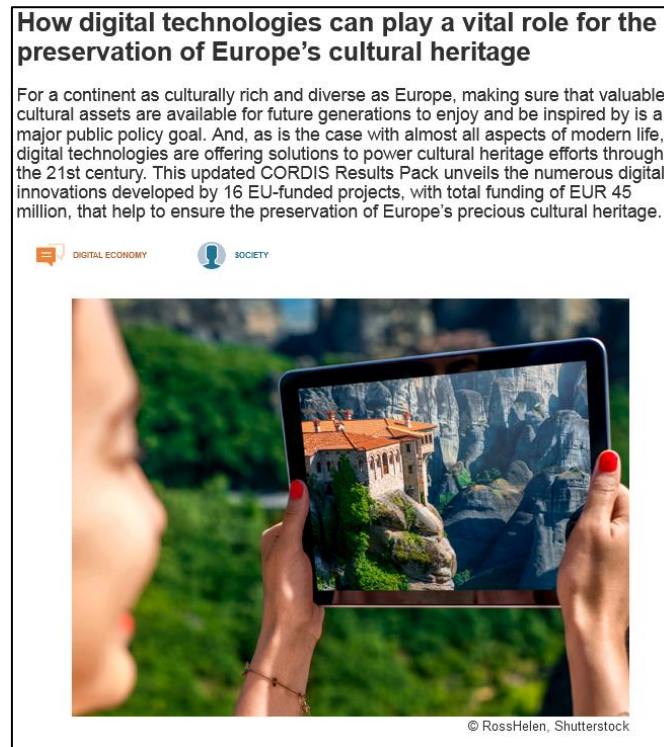 How digital technologies can play a vital role for the
preservation of Europe’s cultural heritage
For a continent as culturally rich and diverse as Europe, making sure that valuable
cultural assets are available for future generations to enjoy and be inspired by is a
major public policy goal. And, as is the case with almost all aspects of modern life,
digital technologies are offering solutions to power cultural heritage efforts through
the 21st century. This updated CORDIS Results Pack unveils the numerous digital
innovations developed by 16 EU-funded projects, with total funding of EUR 45
million, that help to ensure the preservation of Europe’s precious cultural heritage.
DIGITAL ECONOMY SOCIETY
© RossHelen, Shutterstock